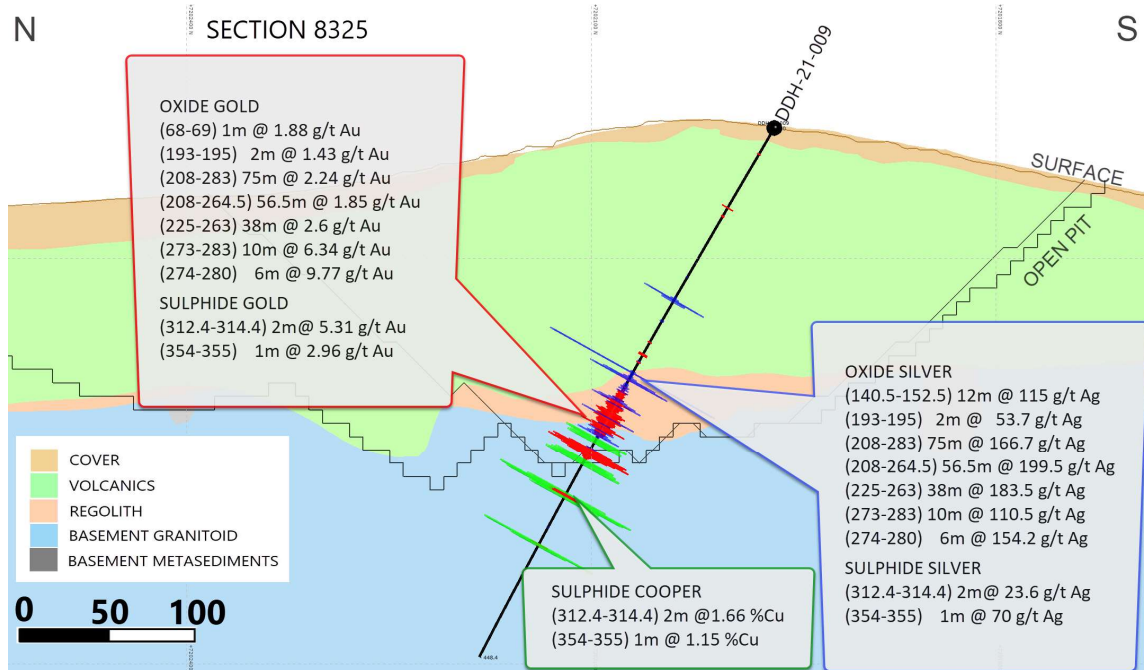 N
SECTION 8325
S
+7202400 N
+7202100 N
+7201800 N
DDH-21-009
SURFACE
OPEN PIT
OXIDE GOLD
(68-69) 1m @ 1.88 g/t Au
(193-195) 2m @ 1.43 g/t Au
(208-283) 75m @ 2.24 g/t Au
(208-264.5) 56.5m @ 1.85 g/t Au
(225-263) 38m @ 2.6 g/t Au
(273-283) 10m @ 6.34 g/t Au
(274-280) 6m @ 9.77 g/t Au
SULPHIDE GOLD
(312.4-314.4) 2m @ 5.31 g/t Au
(354-355) 1m @ 2.96 g/t Au
OXIDE SILVER
(140.5-152.5) 12m @ 115 g/t Ag
(193-195) 2m @ 53.7 g/t Ag
(208-283) 75m @ 166.7 g/t Ag
(208-264.5) 56.5m @ 199.5 g/t Ag
(225-263) 38m @ 183.5 g/t Ag
(273-283) 10m @ 110.5 g/t Ag
(274-280) 6m @ 154.2 g/t Ag
SULPHIDE SILVER
(312.4-314.4) 2m @ 23.6 g/t Ag
(354-355) 1m @ 70 g/t Ag
COVER
VOLCANICS
REGOLITH
BASEMENT GRANITOID
BASEMENT METASEDIMENTS
SULPHIDE COOPER
(312.4-314.4) 2m @1.66 %Cu
(354-355) 1m @ 1.15 %Cu
0 50 100
448.4